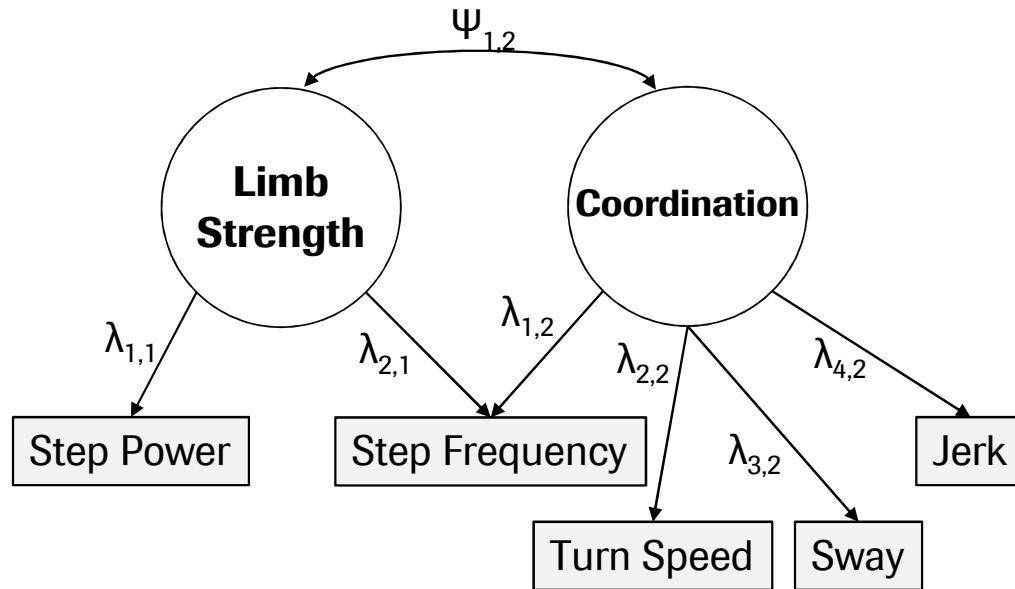 Ψ1,2
Limb
Strength
Coordination
λ1,1
λ2,1
λ1,2
λ2,2
λ3,2
λ4,2
Step Power
Step Frequency
Jerk
Turn Speed
Sway